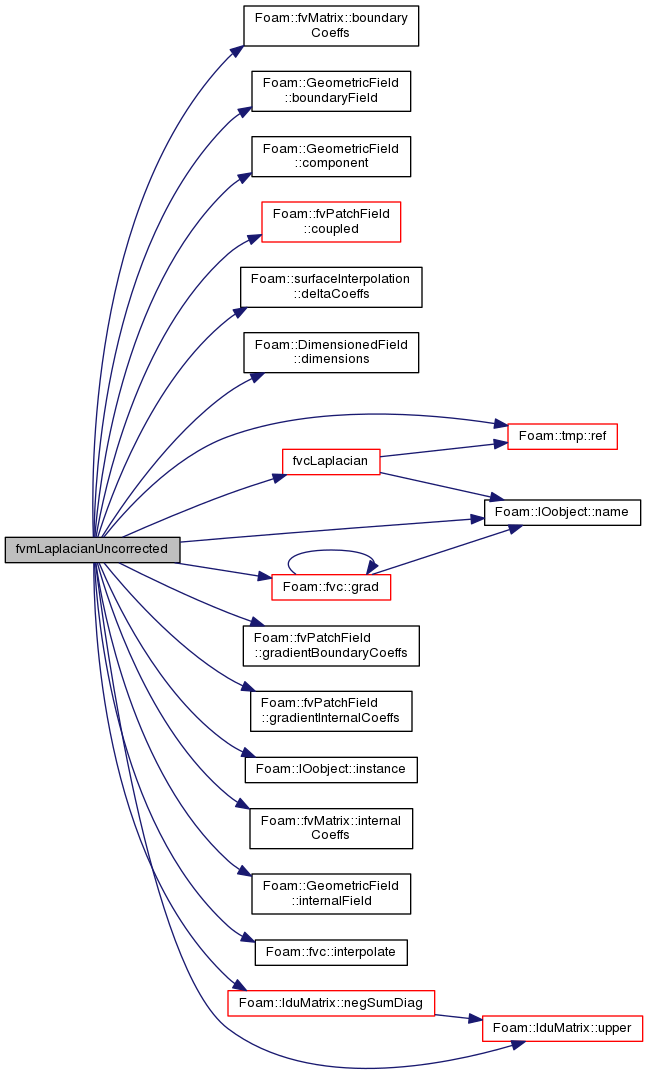 Foam::fvMatrix::boundary
Coeffs
Foam::GeometricField
::boundaryField
Foam::GeometricField
::component
Foam::fvPatchField
::coupled
Foam::surfaceInterpolation
::deltaCoeffs
Foam::DimensionedField
::dimensions
Foam::tmp::ref
fvcLaplacian
Foam::IOobject::name
fvmLaplacianUncorrected
Foam::fvc::grad
Foam::fvPatchField
::gradientBoundaryCoeffs
Foam::fvPatchField
::gradientInternalCoeffs
Foam::IOobject::instance
Foam::fvMatrix::internal
Coeffs
Foam::GeometricField
::internalField
Foam::fvc::interpolate
Foam::lduMatrix::negSumDiag
Foam::lduMatrix::upper